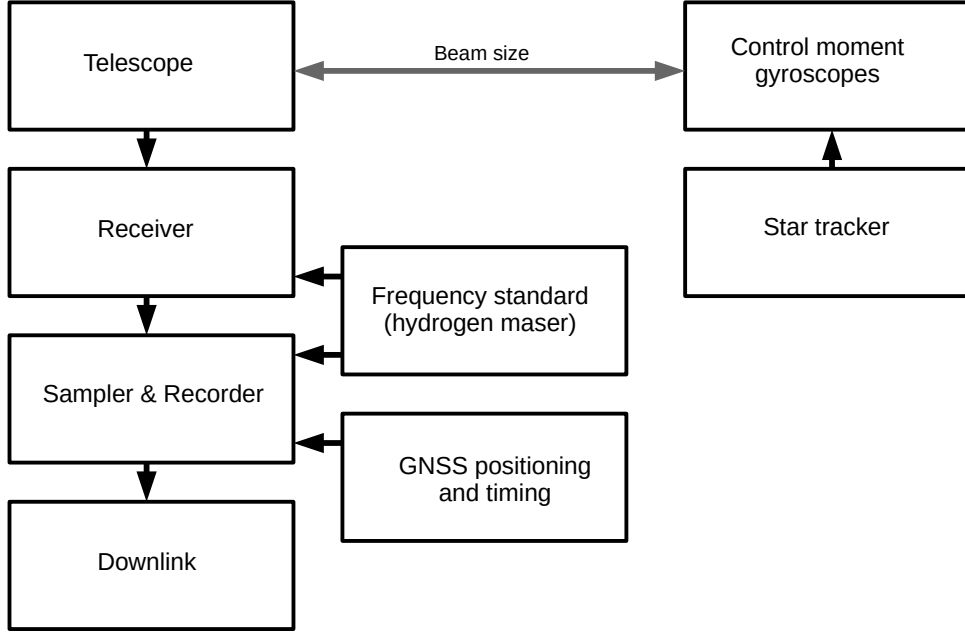 Telescope
Beam size
Control moment
gyroscopes
Receiver
Star tracker
Frequency standard
(hydrogen maser)
Sampler & Recorder
GNSS positioning
and timing
Downlink